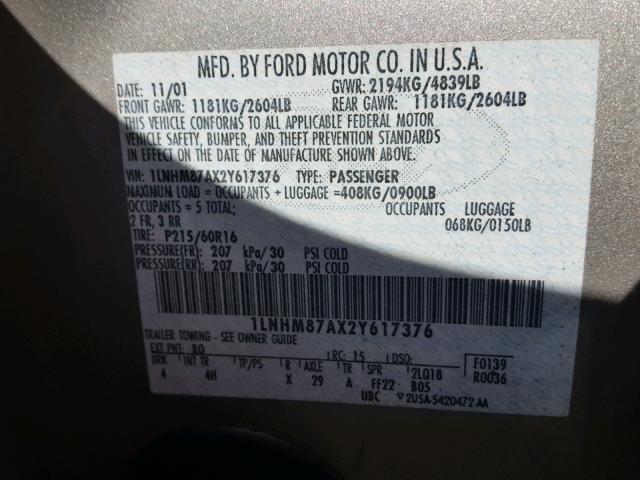 MFD. BY FORD MOTOR CO. IN U.S.A.
DATE: 11/01 GVWR: 2194KG/4839LB
FRONT GAWR: 1181KG/2604LB REAR GAWR: 1181KG/2604LB
THIS VEHICLE CONFORMS TO ALL APPLICABLE FEDERAL MOTOR
VEHICLE SAFETY, BUMPER, AND THEFT PREVENTION STANDARDS
IN EFFECT ON THE DATE OF MANUFACTURE SHOWN ABOVE.
VIN: 1LNHM87AX2Y617376 TYPE: PASSENGER
MAXIMUM LOAD = OCCUPANTS + LUGGAGE =408KG/0900LB
OCCUPANTS = 5 TOTAL; OCCUPANTS LUGGAGE
2 FR, 3 RR 068KG/0150LB
TIRE: P215/60R16
PRESSURE(FR): 207 kPa/30 PSI COLD
PRESSURE(RR): 207 kPa/30 PSI COLD
1LNHM87AX2Y617376
TRAILER TOWING - SEE OWNER GUIDE
EXT PNT: BQ RC: 15 DSO: F0139
BRK INT TR TP/PS R AXLE TR SPR 2LQ18 R0036
4 4H X 29 A FF22 B05
UBC 2U5A-5420472-AA